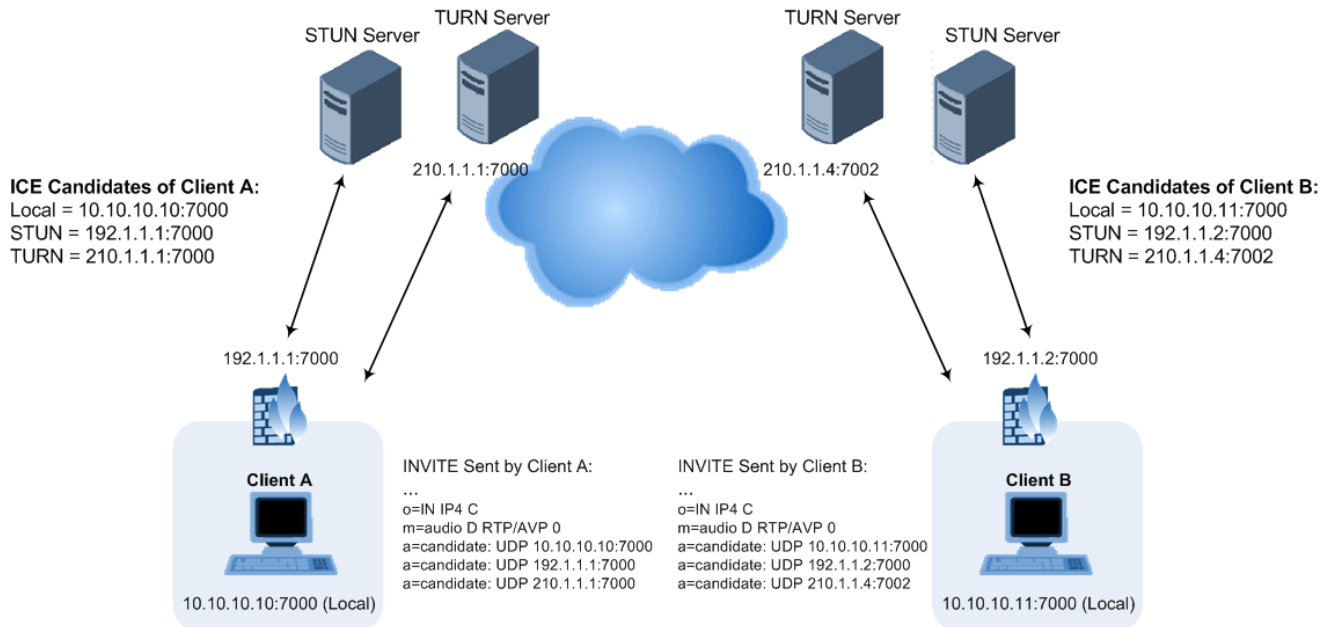 STUN Server
TURN Server
TURN Server
STUN Server
210.1.1.1:7000
210.1.1.4:7002
ICE Candidates of Client A:
Local = 10.10.10.10:7000
STUN = 192.1.1.1:7000
TURN = 210.1.1.1:7000
ICE Candidates of Client B:
Local = 10.10.10.11:7000
STUN = 192.1.1.2:7000
TURN = 210.1.1.4:7002
192.1.1.1:7000
192.1.1.2:7000
Client A
10.10.10.10:7000 (Local)
INVITE Sent by Client A:
...
o=IN IP4 C
m=audio D RTP/AVP 0
a=candidate: UDP 10.10.10.10:7000
a=candidate: UDP 192.1.1.1:7000
a=candidate: UDP 210.1.1.1:7000
INVITE Sent by Client B:
...
o=IN IP4 C
m=audio D RTP/AVP 0
a=candidate: UDP 10.10.10.11:7000
a=candidate: UDP 192.1.1.2:7000
a=candidate: UDP 210.1.1.4:7002
Client B
10.10.10.11:7000 (Local)